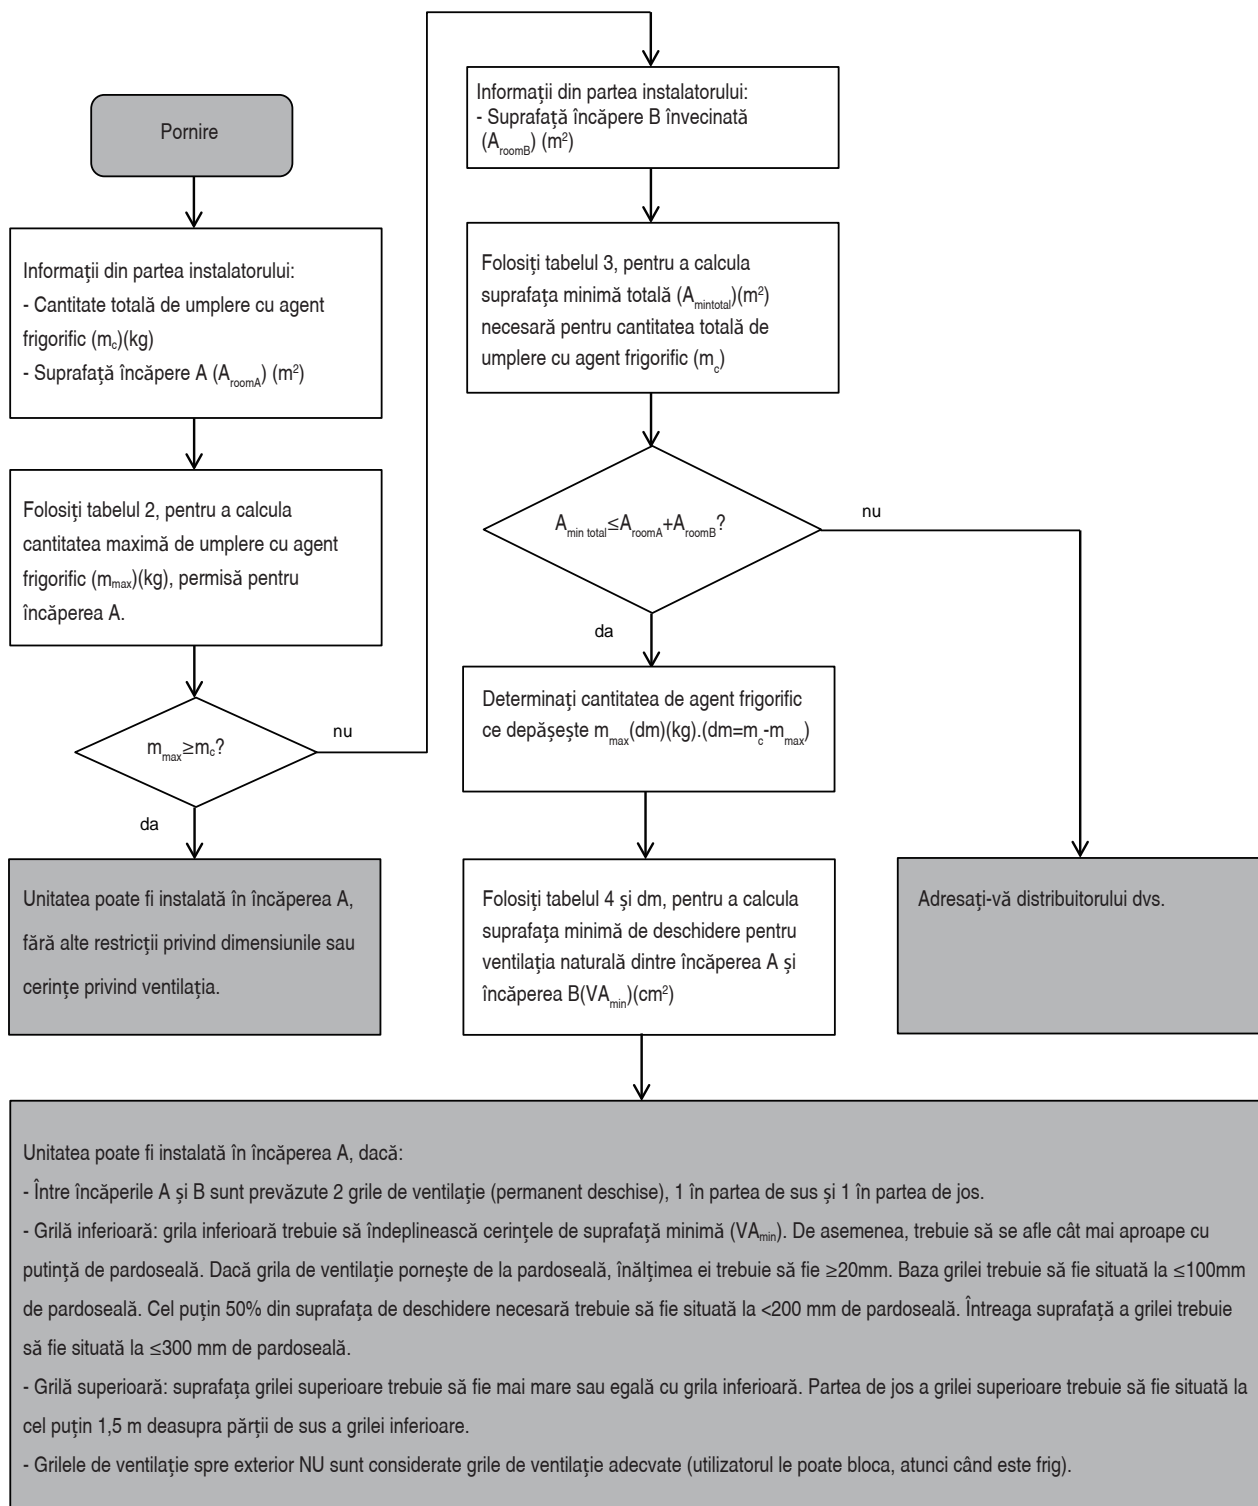 Pornire
Informații din partea instalatorului:
- Cantitate totală de umplere cu agent
frigorific (mc)(kg)
- Suprafață încăpere A (AroomA) (m²)
Folosiți tabelul 2, pentru a calcula
cantitatea maximă de umplere cu agent
frigorific (mmax)(kg), permisă pentru
încăperea A.
mmax≥mc?
nu
da
Unitatea poate fi instalată în încăperea A,
fără alte restricții privind dimensiunile sau
cerințe privind ventilația.
Informații din partea instalatorului:
- Suprafață încăpere B învecinată
(AroomB) (m²)
Folosiți tabelul 3, pentru a calcula
suprafața minimă totală (Amintotal)(m²)
necesară pentru cantitatea totală de
umplere cu agent frigorific (mc)
Amin total≤AroomA+AroomB?
nu
da
Determinați cantitatea de agent frigorific
ce depășește mmax(dm)(kg).(dm=mc-mmax)
Folosiți tabelul 4 și dm, pentru a calcula
suprafața minimă de deschidere pentru
ventilația naturală dintre încăperea A și
încăperea B(VAmin)(cm²)
Adresați-vă distribuitorului dvs.
Unitatea poate fi instalată în încăperea A, dacă:
- Între încăperile A și B sunt prevăzute 2 grile de ventilație (permanent deschise), 1 în partea de sus și 1 în partea de jos.
- Grilă inferioară: grila inferioară trebuie să îndeplinească cerințele de suprafață minimă (VAmin). De asemenea, trebuie să se afle cât mai aproape cu
putință de pardoseală. Dacă grila de ventilație pornește de la pardoseală, înălțimea ei trebuie să fie ≥20mm. Baza grilei trebuie să fie situată la ≤100mm
de pardoseală. Cel puțin 50% din suprafața de deschidere necesară trebuie să fie situată la <200 mm de pardoseală. Întreaga suprafață a grilei trebuie
să fie situată la ≤300 mm de pardoseală.
- Grilă superioară: suprafața grilei superioare trebuie să fie mai mare sau egală cu grila inferioară. Partea de jos a grilei superioare trebuie să fie situată la
cel puțin 1,5 m deasupra părții de sus a grilei inferioare.
- Grilele de ventilație spre exterior NU sunt considerate grile de ventilație adecvate (utilizatorul le poate bloca, atunci când este frig).